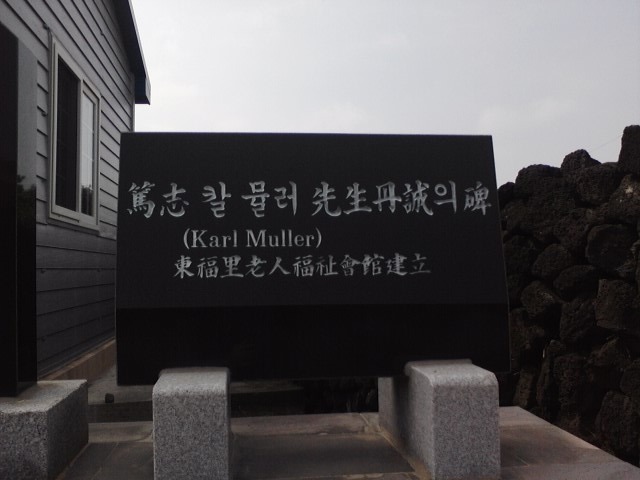 篤志 칼 뮬러 先生丹誠의 碑
(Karl Muller)
東福里老人福祉會館建立